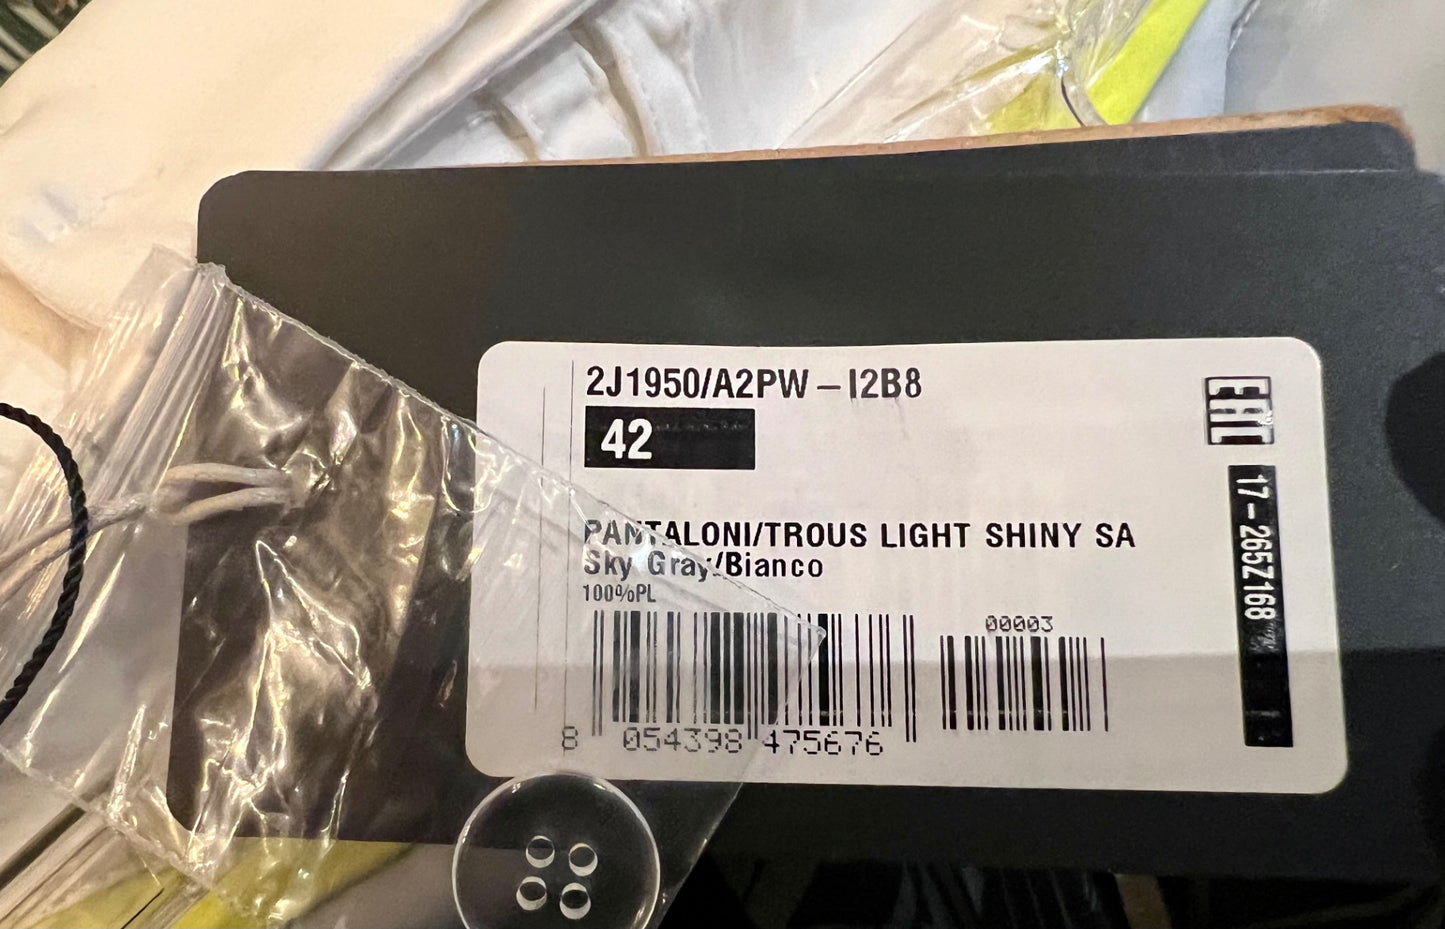 2J1950/A2PW – I2B8
42
PANTALONI/TROUS LIGHT SHINY SA
Sky Gray/Bianco
100%PL
00003
8 054398 475676
EAC
17-265Z168